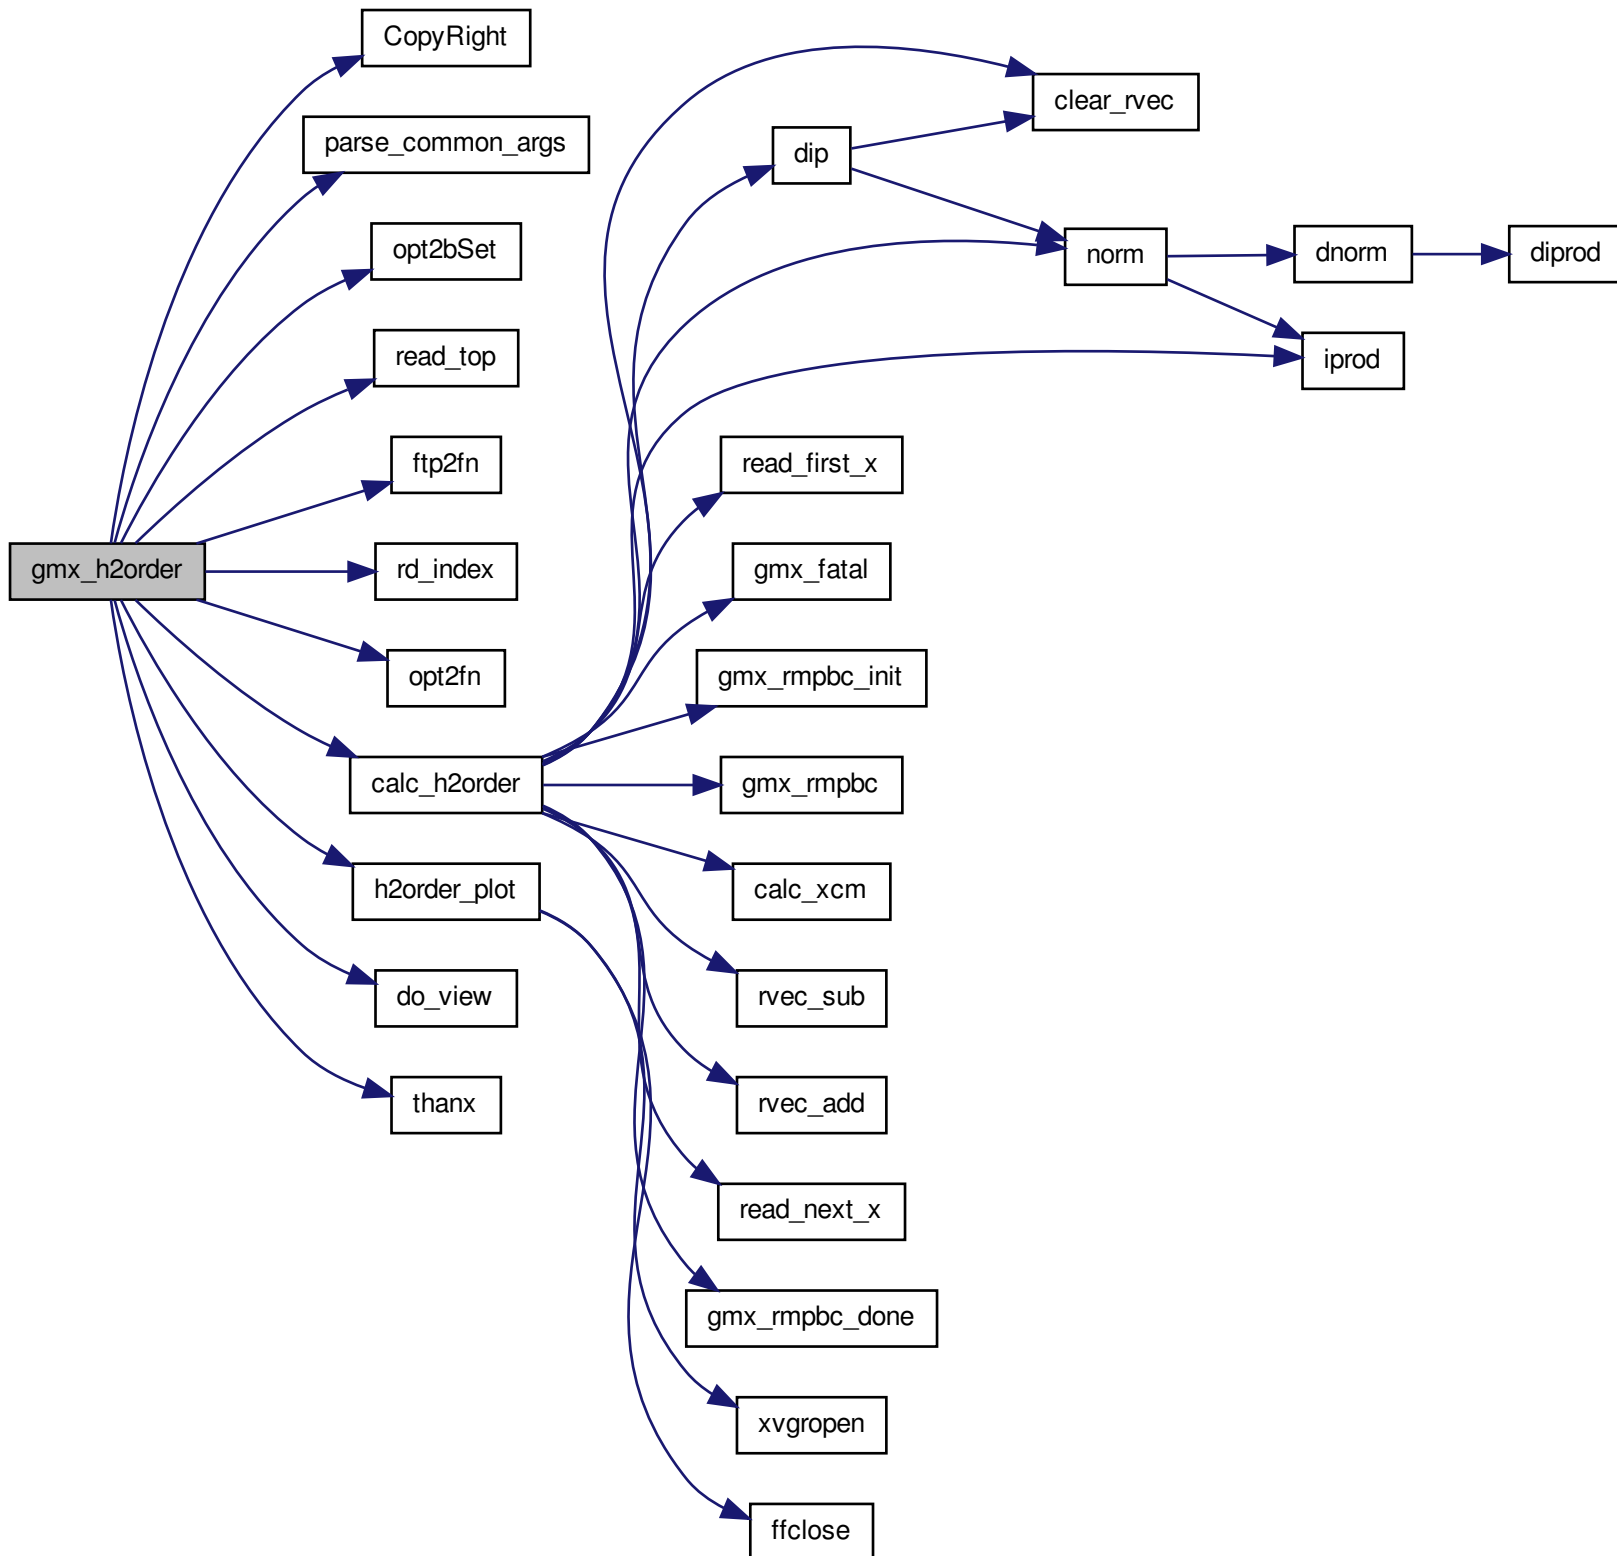 CopyRight
parse_common_args
opt2bSet
read_top
ftp2fn
gmx_h2order
rd_index
opt2fn
calc_h2order
h2order_plot
do_view
thanx
clear_rvec
dip
norm
dnorm
diprod
iprod
read_first_x
gmx_fatal
gmx_rmpbc_init
gmx_rmpbc
calc_xcm
rvec_sub
rvec_add
read_next_x
gmx_rmpbc_done
xvgropen
ffclose